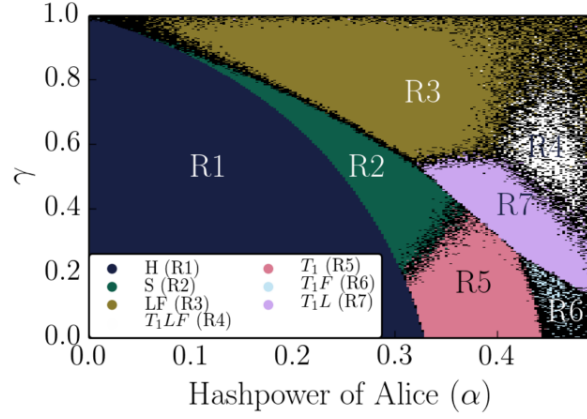 1.0
0.8
0.6
0.4
0.2
0.0
γ
R1
R2
R3
R4
R7
R5
R6
H (R1)
S (R2)
LF (R3)
T₁LF (R4)
T₁ (R5)
T₁F (R6)
T₁L (R7)
0.0 0.1 0.2 0.3 0.4
Hashpower of Alice (α)